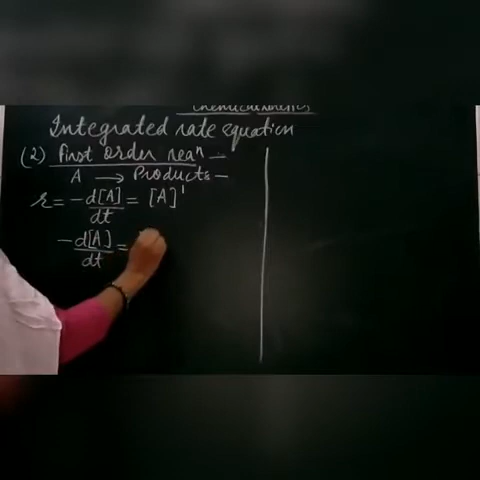 Chemical kinetics
Integrated rate equation
(2) First order reaⁿ —
A → Products —
r = -d[A]/dt = [A]¹
-d[A]/dt =